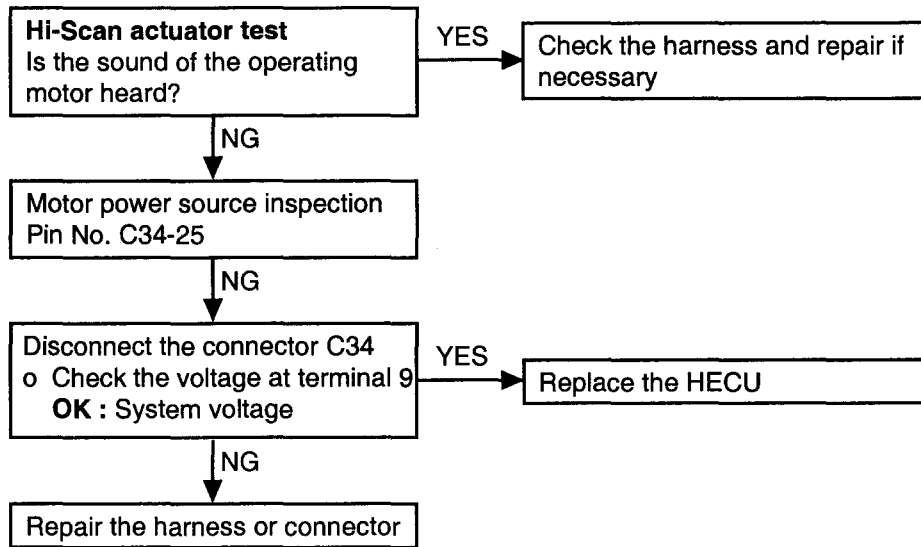 Hi-Scan actuator test
Is the sound of the operating
motor heard?
YES
Check the harness and repair if
necessary
NG
Motor power source inspection
Pin No. C34-25
NG
Disconnect the connector C34
o Check the voltage at terminal 9
OK : System voltage
YES
Replace the HECU
NG
Repair the harness or connector